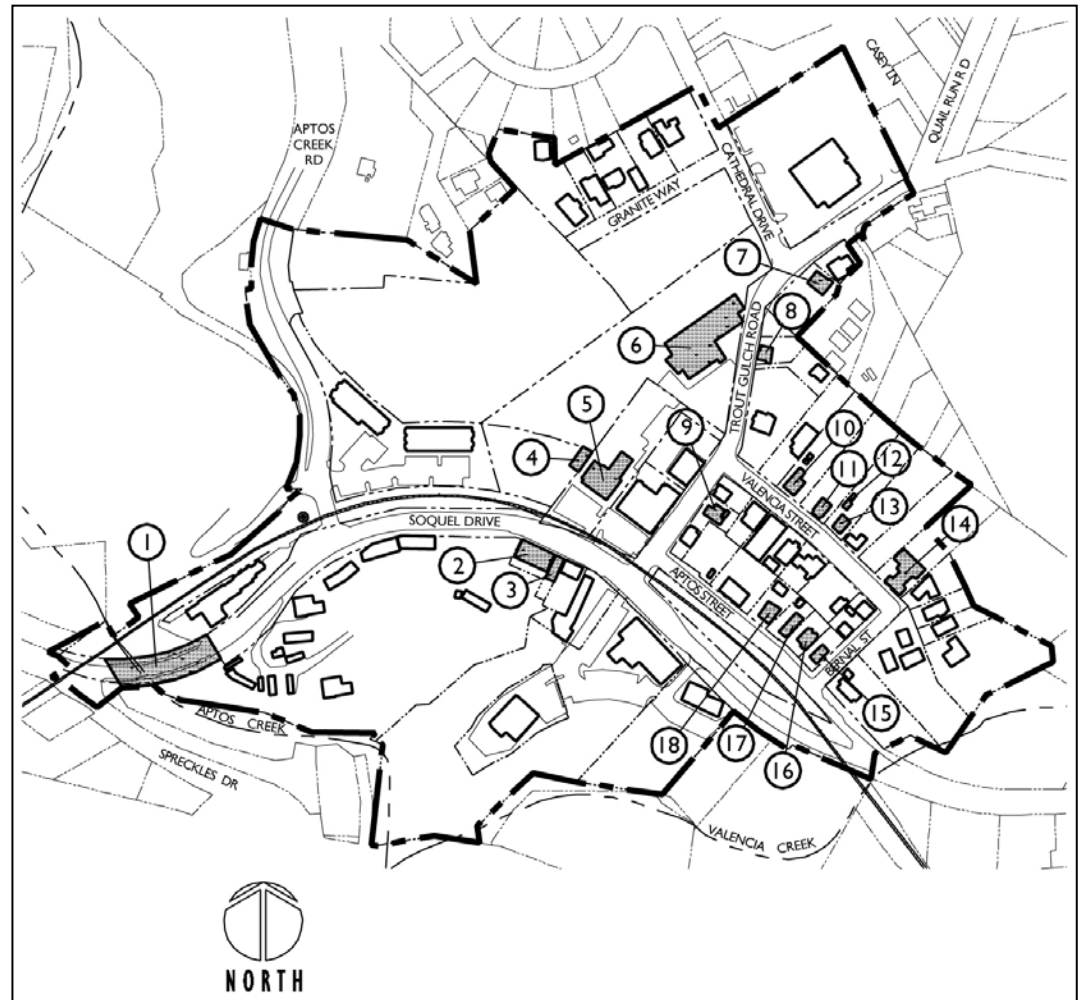 CASEY LN
QUAIL RUN RD
APTOS
CREEK
RD
CATHEDRAL DRIVE
GRANITE WAY
7
8
TROUT GULCH ROAD
6
5
9
10
4
11
12
13
VALENCIA STREET
14
SOQUEL DRIVE
1
2
3
APTOS STREET
BERNAL ST
15
APTOS CREEK
18
17
16
SPRECKLES DR
VALENCIA CREEK
NORTH